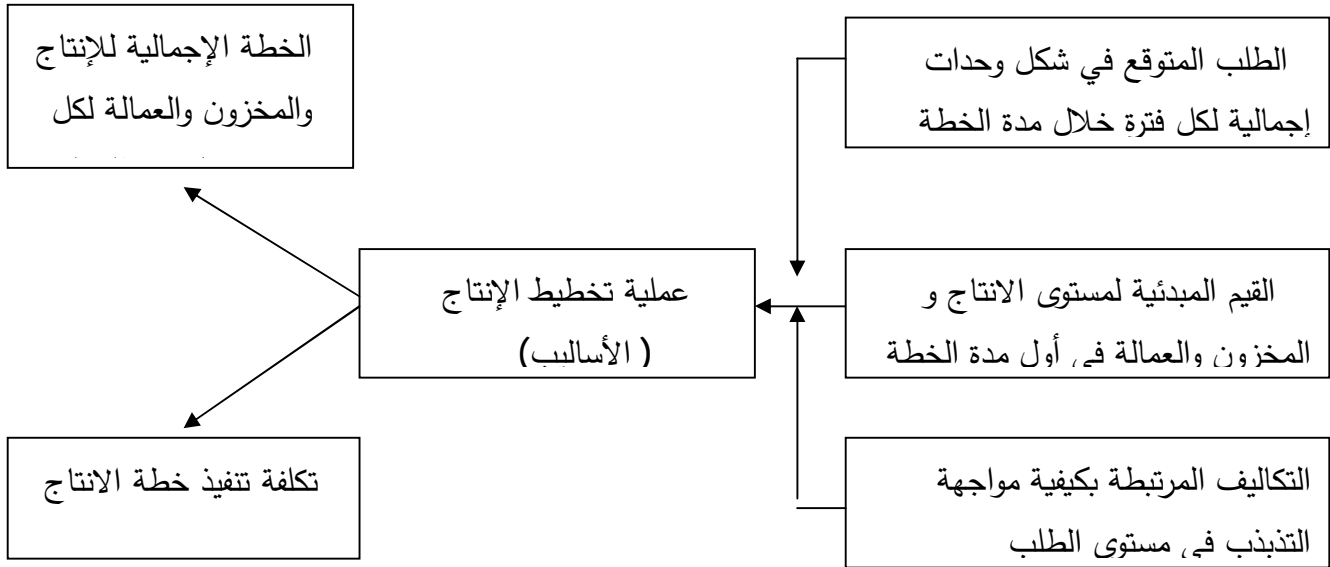 الطلب المتوقع في شكل وحدات
إجمالية لكل فترة خلال مدة الخطة
القيم المبدئية لمستوى الانتاج و
المخزون والعمالة في أول مدة الخطة
التكاليف المرتبطة بكيفية مواجهة
التذبذب في مستوى الطلب
عملية تخطيط الإنتاج
( الأساليب)
الخطة الإجمالية للإنتاج
والمخزون والعمالة لكل
تكلفة تنفيذ خطة الانتاج